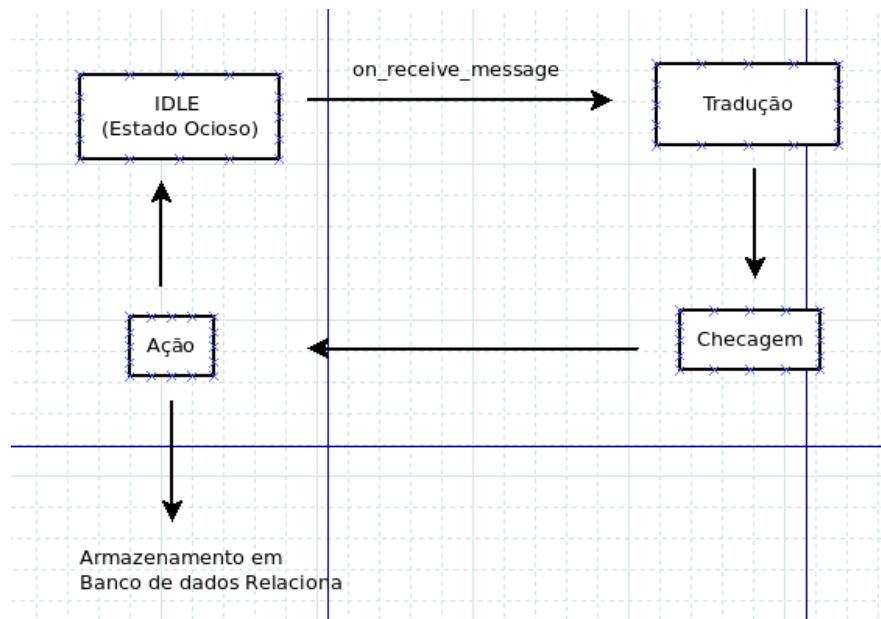 on_receive_message
IDLE
(Estado Ocioso)
Tradução
Ação
Checagem
Armazenamento em
Banco de dados Relaciona